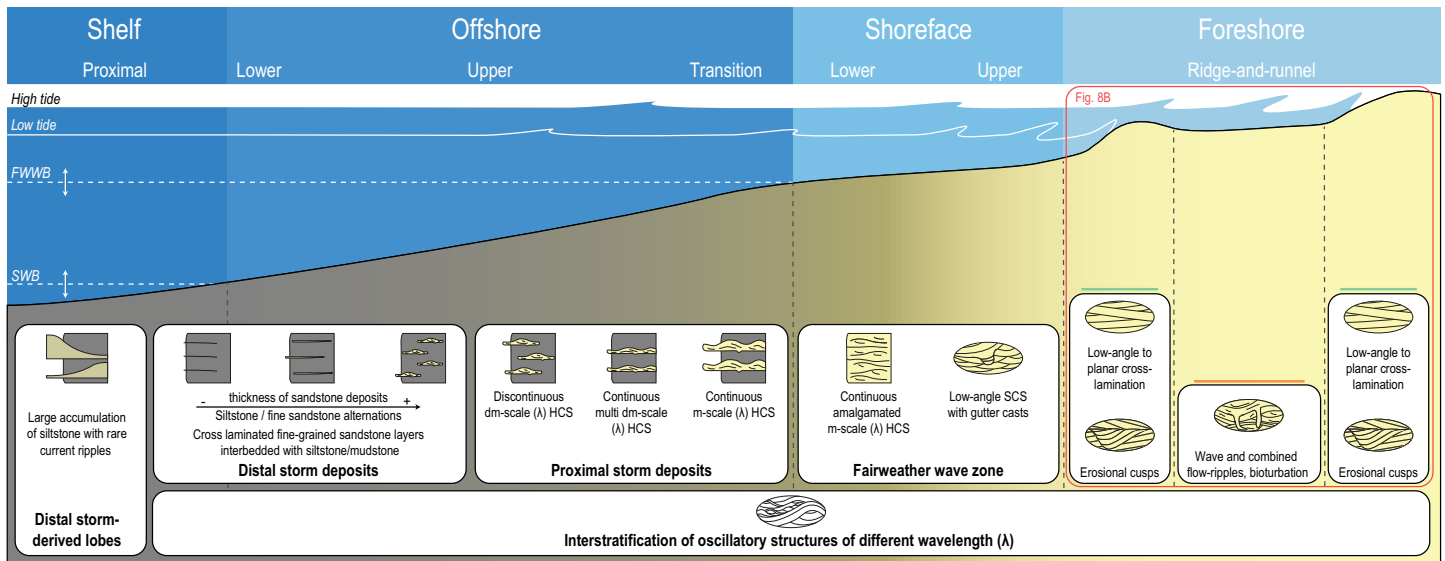 Shelf
Offshore
Shoreface
Foreshore
Proximal
Lower
Upper
Transition
Lower
Upper
Ridge-and-runnel
High tide
Fig. 8B
Low tide
FWWB
SWB
Large accumulation
of siltstone with rare
current ripples
Distal storm-
derived lobes
- thickness of sandstone deposits +
Siltstone / fine sandstone alternations
Cross laminated fine-grained sandstone layers
interbedded with siltstone/mudstone
Distal storm deposits
Discontinuous
dm-scale (λ) HCS
Continuous
multi dm-scale
(λ) HCS
Continuous
m-scale (λ) HCS
Proximal storm deposits
Continuous
amalgamated
m-scale (λ) HCS
Low-angle SCS
with gutter casts
Fairweather wave zone
Low-angle to
planar cross-
lamination
Erosional cusps
Wave and combined
flow-ripples, bioturbation
Low-angle to
planar cross-
lamination
Erosional cusps
Interstratification of oscillatory structures of different wavelength (λ)